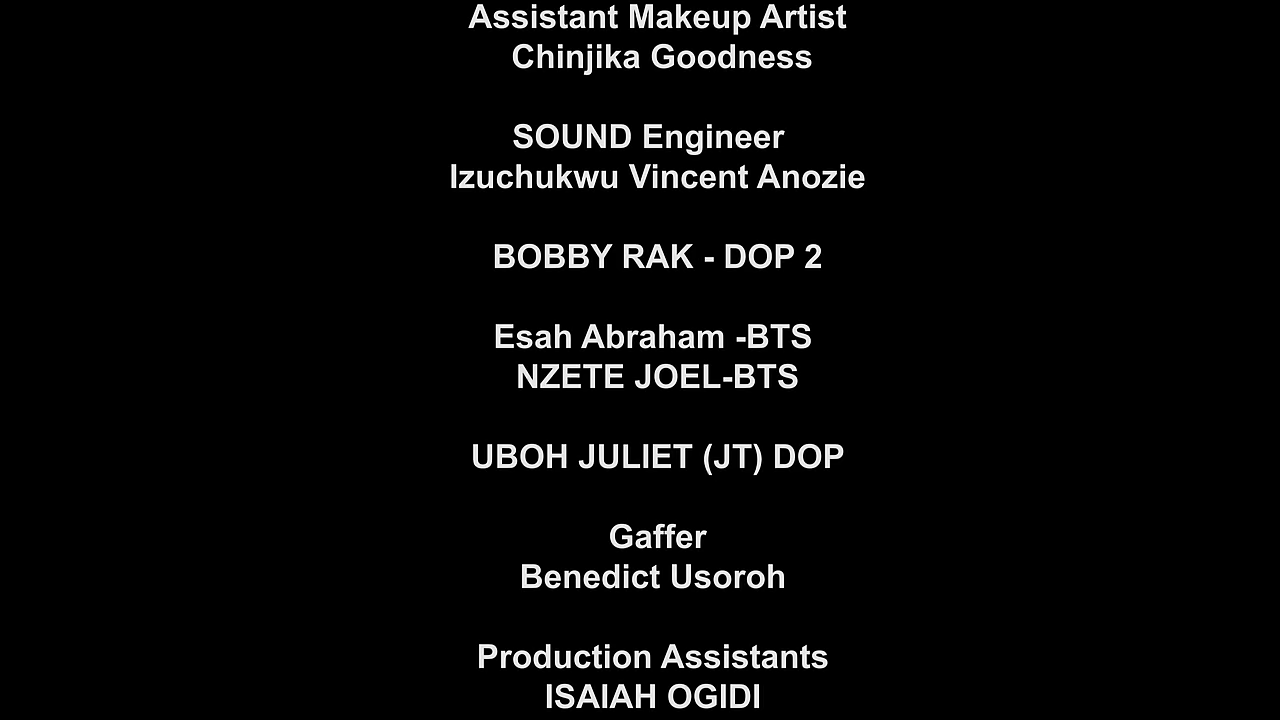 Assistant Makeup Artist
Chinjika Goodness
SOUND Engineer
Izuchukwu Vincent Anozie
BOBBY RAK - DOP 2
Esah Abraham -BTS
NZETE JOEL-BTS
UBOH JULIET (JT) DOP
Gaffer
Benedict Usoroh
Production Assistants
ISAIAH OGIDI